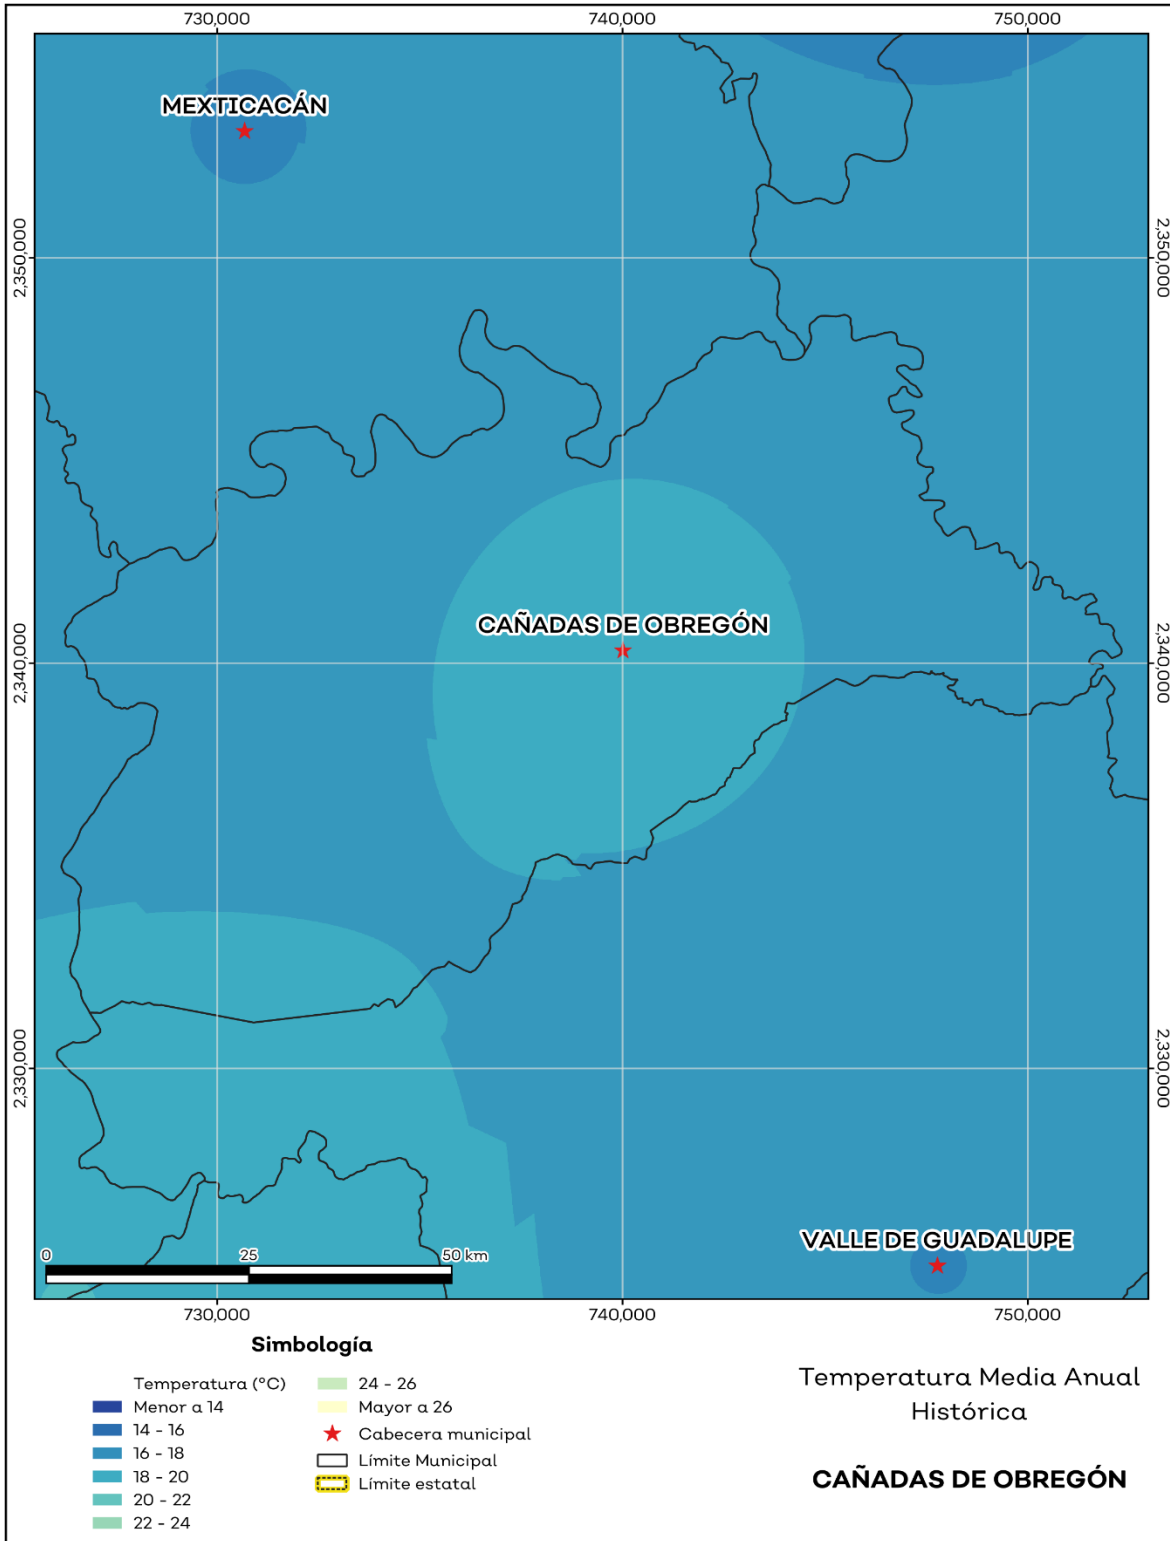 730,000
740,000
750,000
MEXTICACÁN
2,350,000
2,350,000
CAÑADAS DE OBREGÓN
2,340,000
2,340,000
2,330,000
2,330,000
VALLE DE GUADALUPE
0 25 50 km
730,000
740,000
750,000
Simbología
Temperatura (°C)
Menor a 14
14 - 16
16 - 18
18 - 20
20 - 22
22 - 24
24 - 26
Mayor a 26
Cabecera municipal
Límite Municipal
Límite estatal
Temperatura Media Anual
Histórica
CAÑADAS DE OBREGÓN